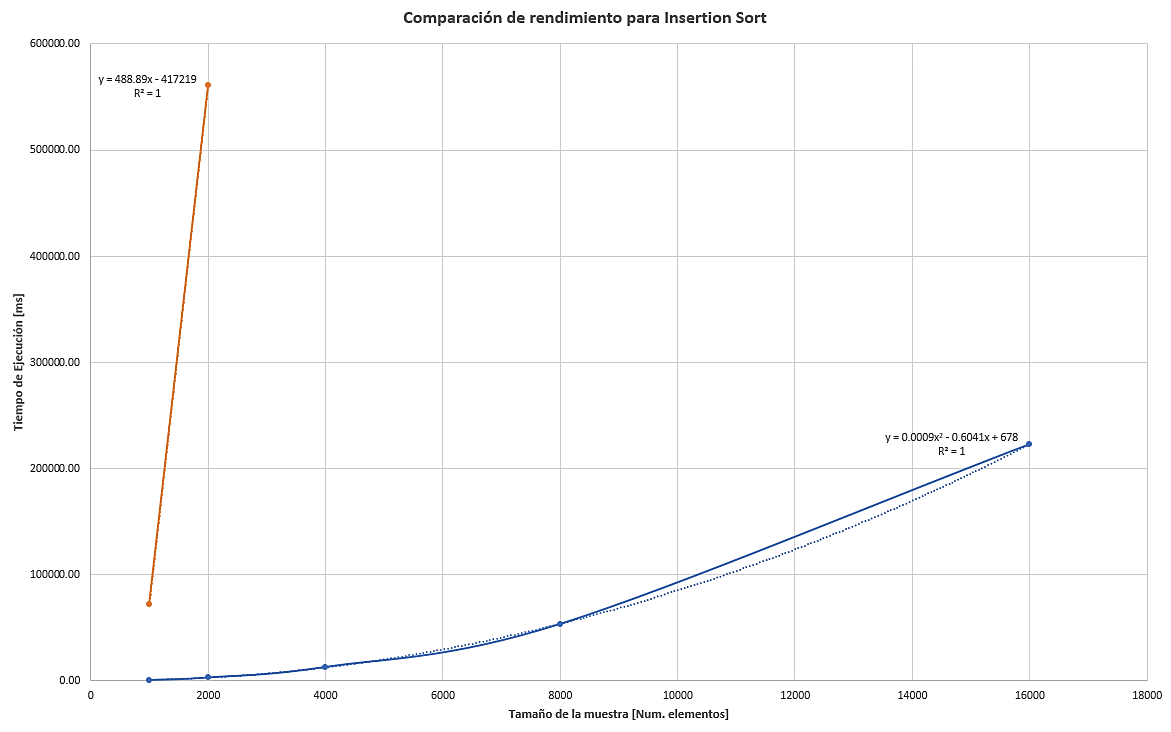 Comparación de rendimiento para Insertion Sort
600000.00
y = 488.89x - 417219
R² = 1
500000.00
400000.00
300000.00
Tiempo de Ejecución [ms]
y = 0.0009x² - 0.6041x + 678
R² = 1
200000.00
100000.00
0.00
0 2000 4000 6000 8000 10000 12000 14000 16000 18000
Tamaño de la muestra [Num. elementos]